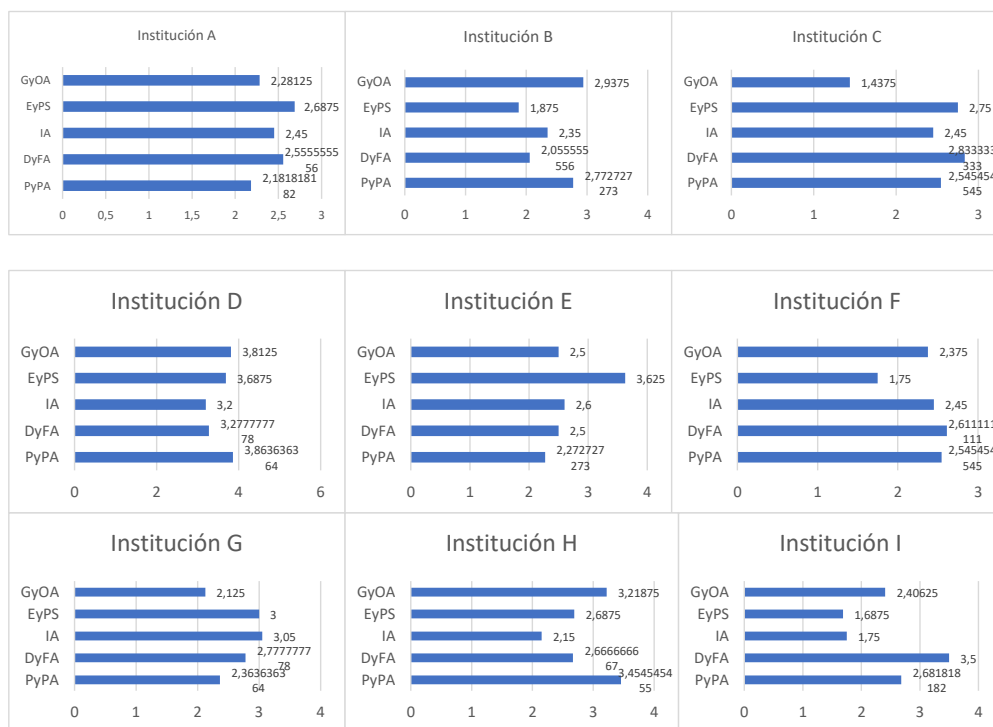 Institución A
GyOA
2,28125
EyPS
2,6875
IA
2,45
DyFA
2,5555555
56
PyPA
2,1818181
82
0 0,5 1 1,5 2 2,5 3
Institución B
GyOA
2,9375
EyPS
1,875
IA
2,35
DyFA
2,055555
556
PyPA
2,772727
273
0 1 2 3 4
Institución C
GyOA
1,4375
EyPS
2,75
IA
2,45
DyFA
2,833333
333
PyPA
2,545454
545
0 1 2 3
Institución D
GyOA
3,8125
EyPS
3,6875
IA
3,2
DyFA
3,2777777
78
PyPA
3,8636363
64
0 2 4 6
Institución E
GyOA
2,5
EyPS
3,625
IA
2,6
DyFA
2,5
PyPA
2,272727
273
0 1 2 3 4
Institución F
GyOA
2,375
EyPS
1,75
IA
2,45
DyFA
2,611111
111
PyPA
2,545454
545
0 1 2 3
Institución G
GyOA
2,125
EyPS
3
IA
3,05
DyFA
2,7777777
78
PyPA
2,3636363
64
0 1 2 3 4
Institución H
GyOA
3,21875
EyPS
2,6875
IA
2,15
DyFA
2,6666666
67
PyPA
3,4545454
55
0 1 2 3 4
Institución I
GyOA
2,40625
EyPS
1,6875
IA
1,75
DyFA
3,5
PyPA
2,681818
182
0 1 2 3 4